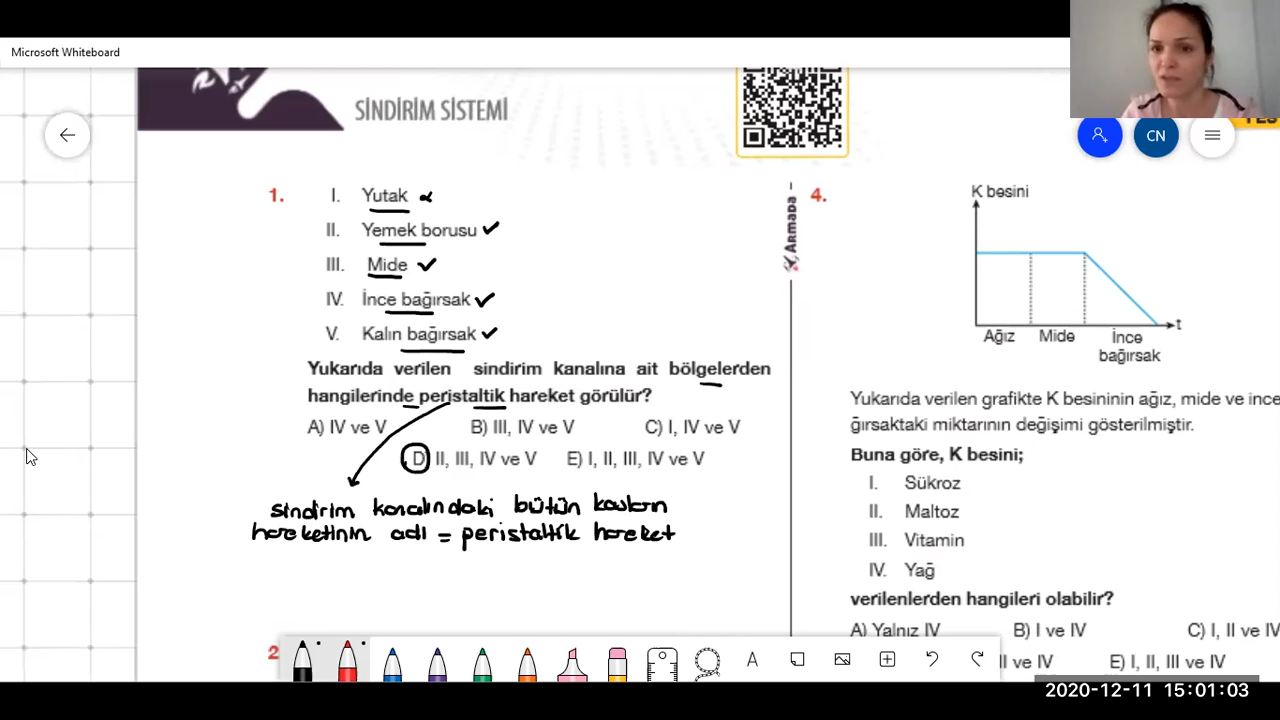 Microsoft Whiteboard
SİNDİRİM SİSTEMİ
CN
1.
I. Yutak
II. Yemek borusu ✓
III. Mide ✓
IV. İnce bağırsak ✓
V. Kalın bağırsak ✓
Yukarıda verilen sindirim kanalına ait bölgelerden
hangilerinde peristaltik hareket görülür?
A) IV ve V B) III, IV ve V C) I, IV ve V
D) II, III, IV ve V E) I, II, III, IV ve V
sindirim kanalındaki bütün kasların
hareketinin adı = peristaltik hareket
2
Armada
4.
K besini
t
Ağız Mide İnce
bağırsak
Yukarıda verilen grafikte K besininin ağız, mide ve ince
ğırsaktaki miktarının değişimi gösterilmiştir.
Buna göre, K besini;
I. Sükroz
II. Maltoz
III. Vitamin
IV. Yağ
verilenlerden hangileri olabilir?
A) Yalnız IV B) I ve IV C) I, II ve IV
II ve IV E) I, II, III ve IV
A
2020-12-11 15:01:03